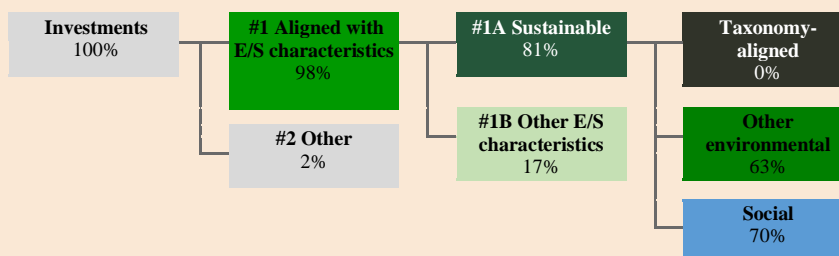 Investments
100%
#1 Aligned with
E/S characteristics
98%
#2 Other
2%
#1A Sustainable
81%
#1B Other E/S
characteristics
17%
Taxonomy-
aligned
0%
Other
environmental
63%
Social
70%